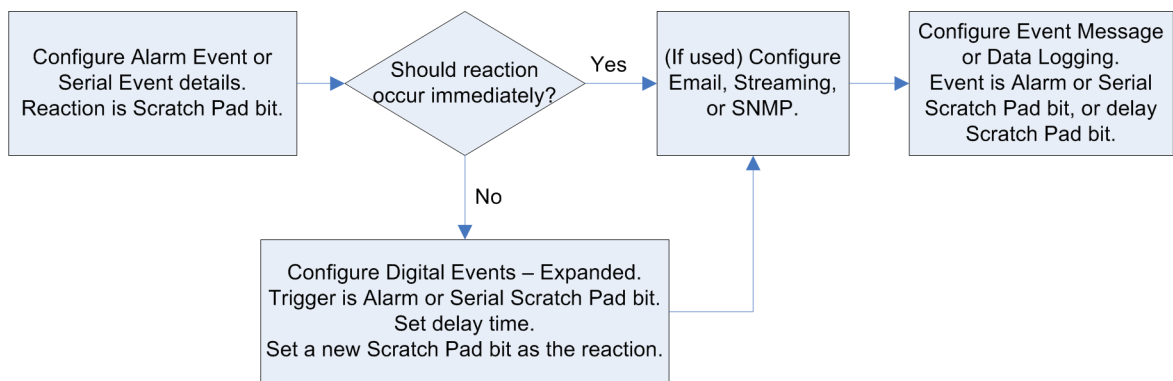 Configure Alarm Event or
Serial Event details.
Reaction is Scratch Pad bit.
Should reaction
occur immediately?
Yes
(If used) Configure
Email, Streaming,
or SNMP.
Configure Event Message
or Data Logging.
Event is Alarm or Serial
Scratch Pad bit, or delay
Scratch Pad bit.
No
Configure Digital Events – Expanded.
Trigger is Alarm or Serial Scratch Pad bit.
Set delay time.
Set a new Scratch Pad bit as the reaction.